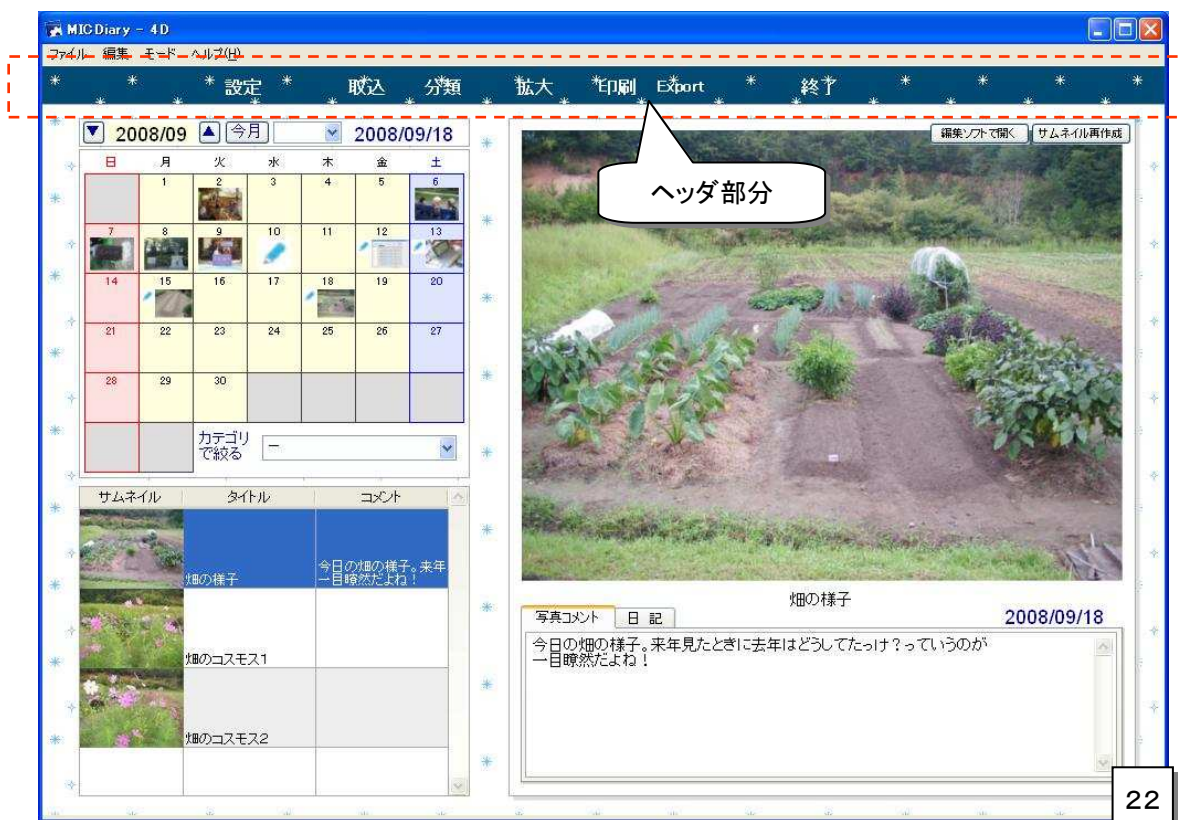 MICDiary - 4D
ファイル 編集 モード ヘルプ(H)
設定 取込 分類 拡大 印刷 Export 終了
2008/09 今月 2008/09/18
編集ソフトで開く サムネイル再作成
ヘッダ部分
日 月 火 水 木 金 土
1 2 3 4 5 6
7 8 9 10 11 12 13
14 15 16 17 18 19 20
21 22 23 24 25 26 27
28 29 30
カテゴリ
で絞る ー
サムネイル タイトル コメント
畑の様子 今日の畑の様子。来年
一目瞭然だよね!
畑のコスモス1
畑のコスモス2
畑の様子
写真コメント 日 記 2008/09/18
今日の畑の様子。来年見たときに去年はどうしてたっけ?っていうのが
一目瞭然だよね!
22